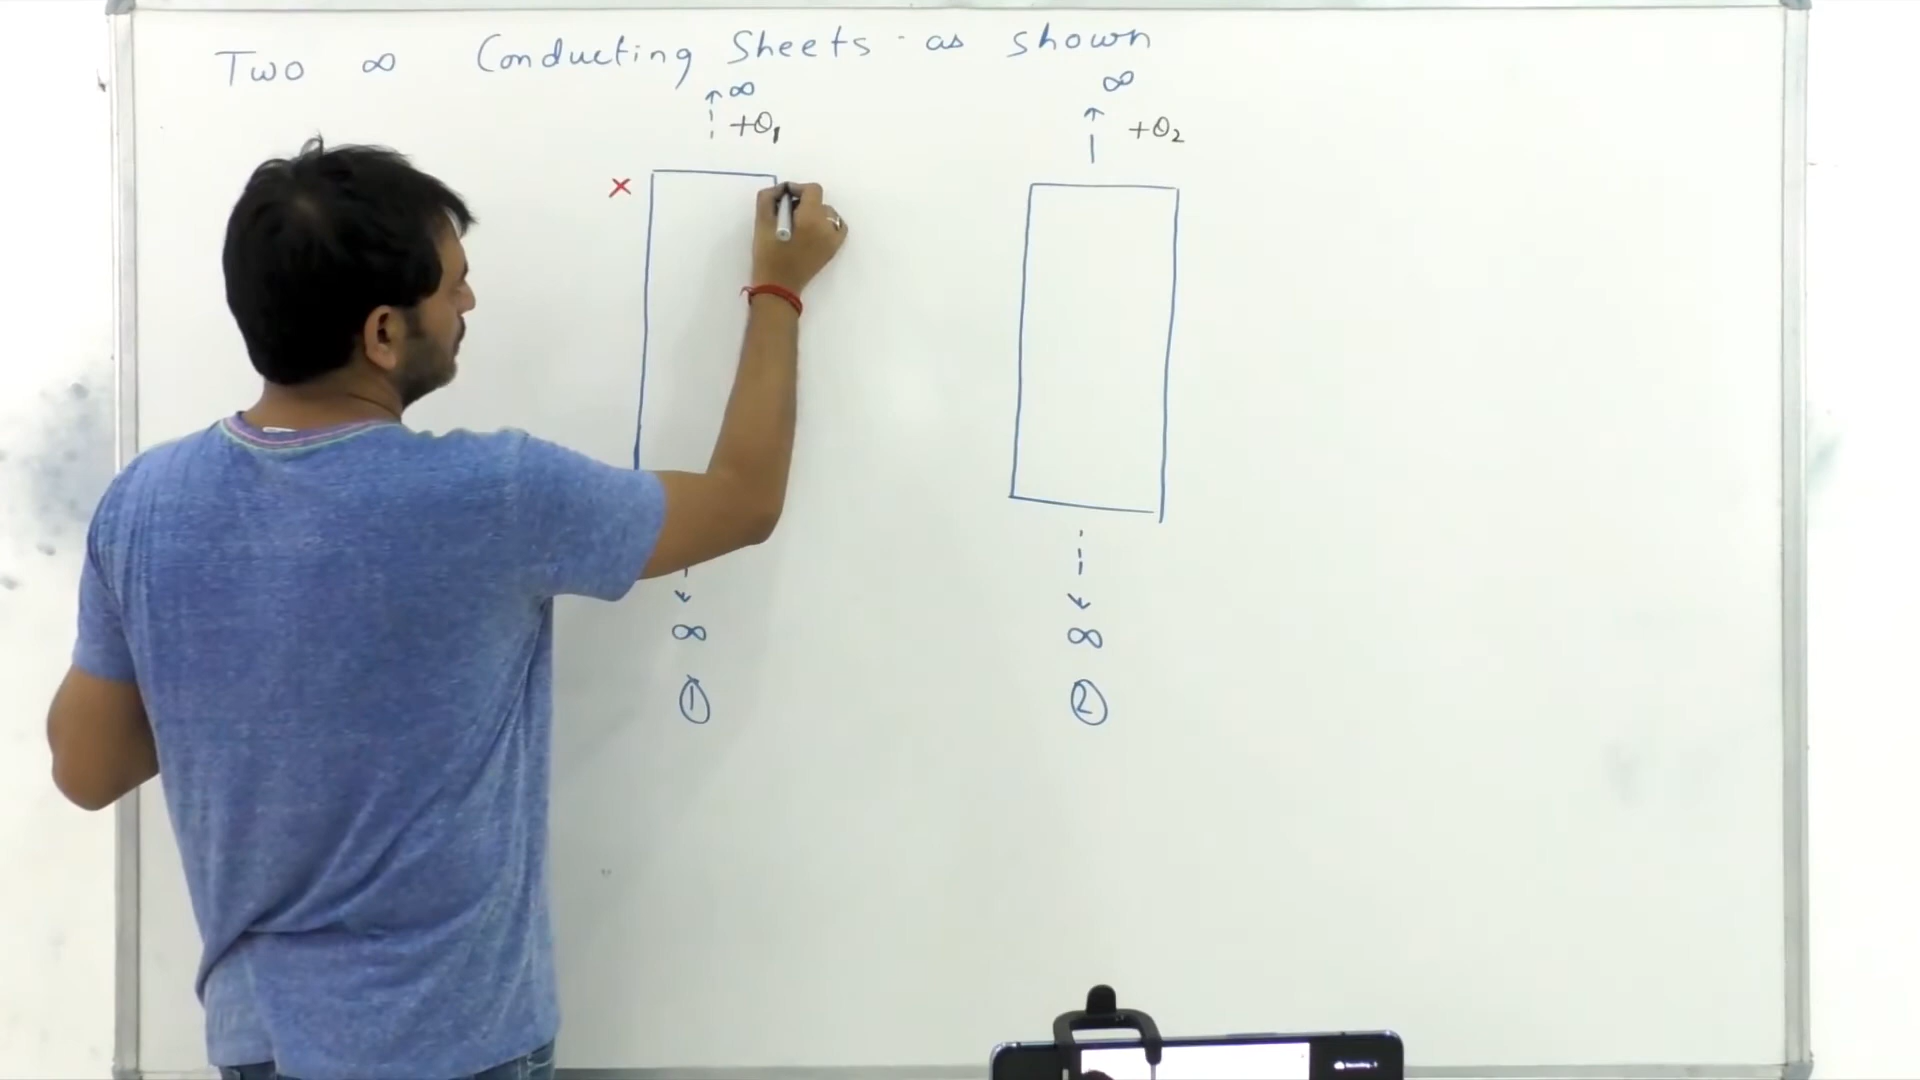 Two ∞ Conducting Sheets as shown
∞ ∞
+Q₁ +Q₂
×
∞ ∞
1 2